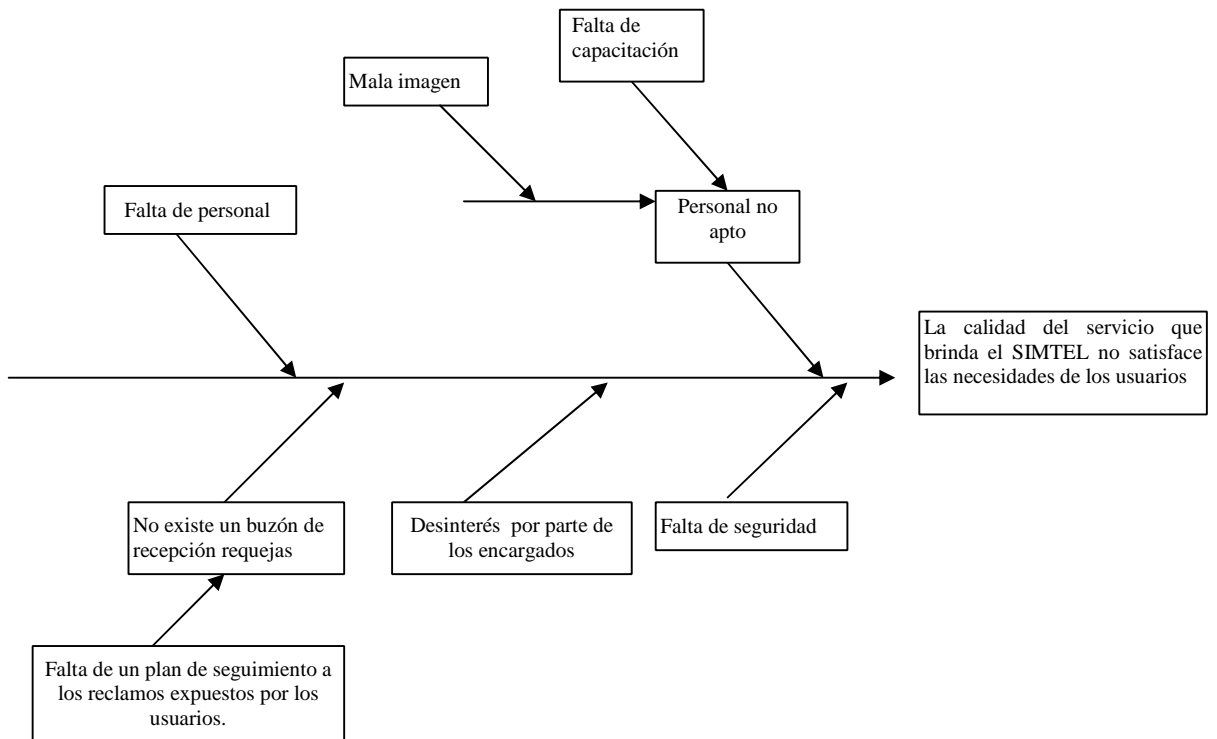 Falta de
capacitación
Mala imagen
Falta de personal
Personal no
apto
La calidad del servicio que
brinda el SIMTEL no satisface
las necesidades de los usuarios
No existe un buzón de
recepción requejas
Desinterés por parte de
los encargados
Falta de seguridad
Falta de un plan de seguimiento a
los reclamos expuestos por los
usuarios.